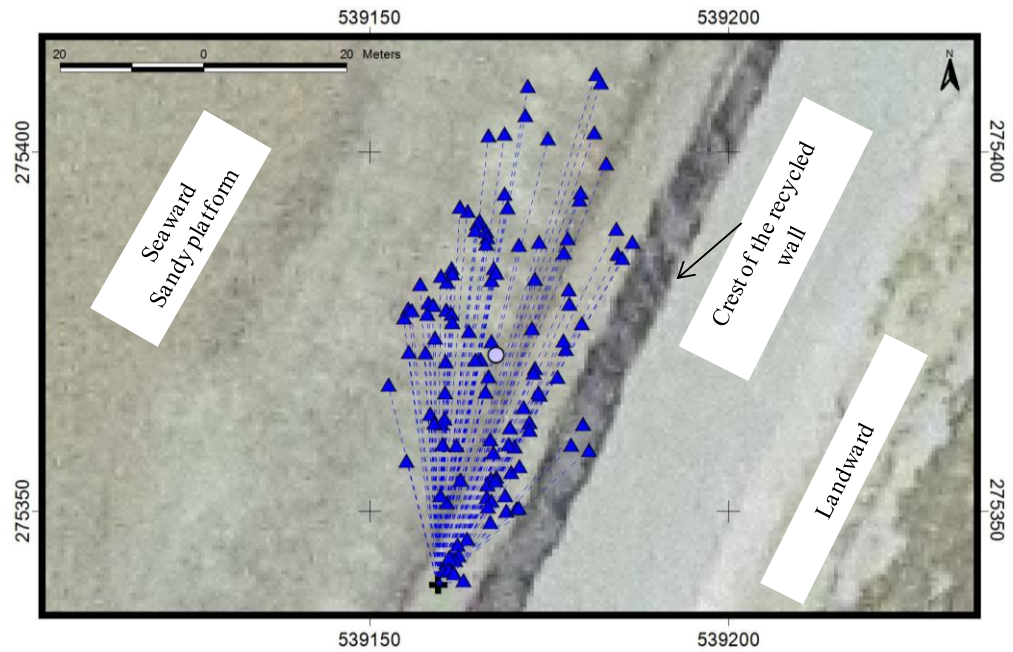 539150
539200
20
0
20
Meters
N
275400
275400
Seaward
Sandy platform
Crest of the recycled
wall
Landward
275350
275350
539150
539200